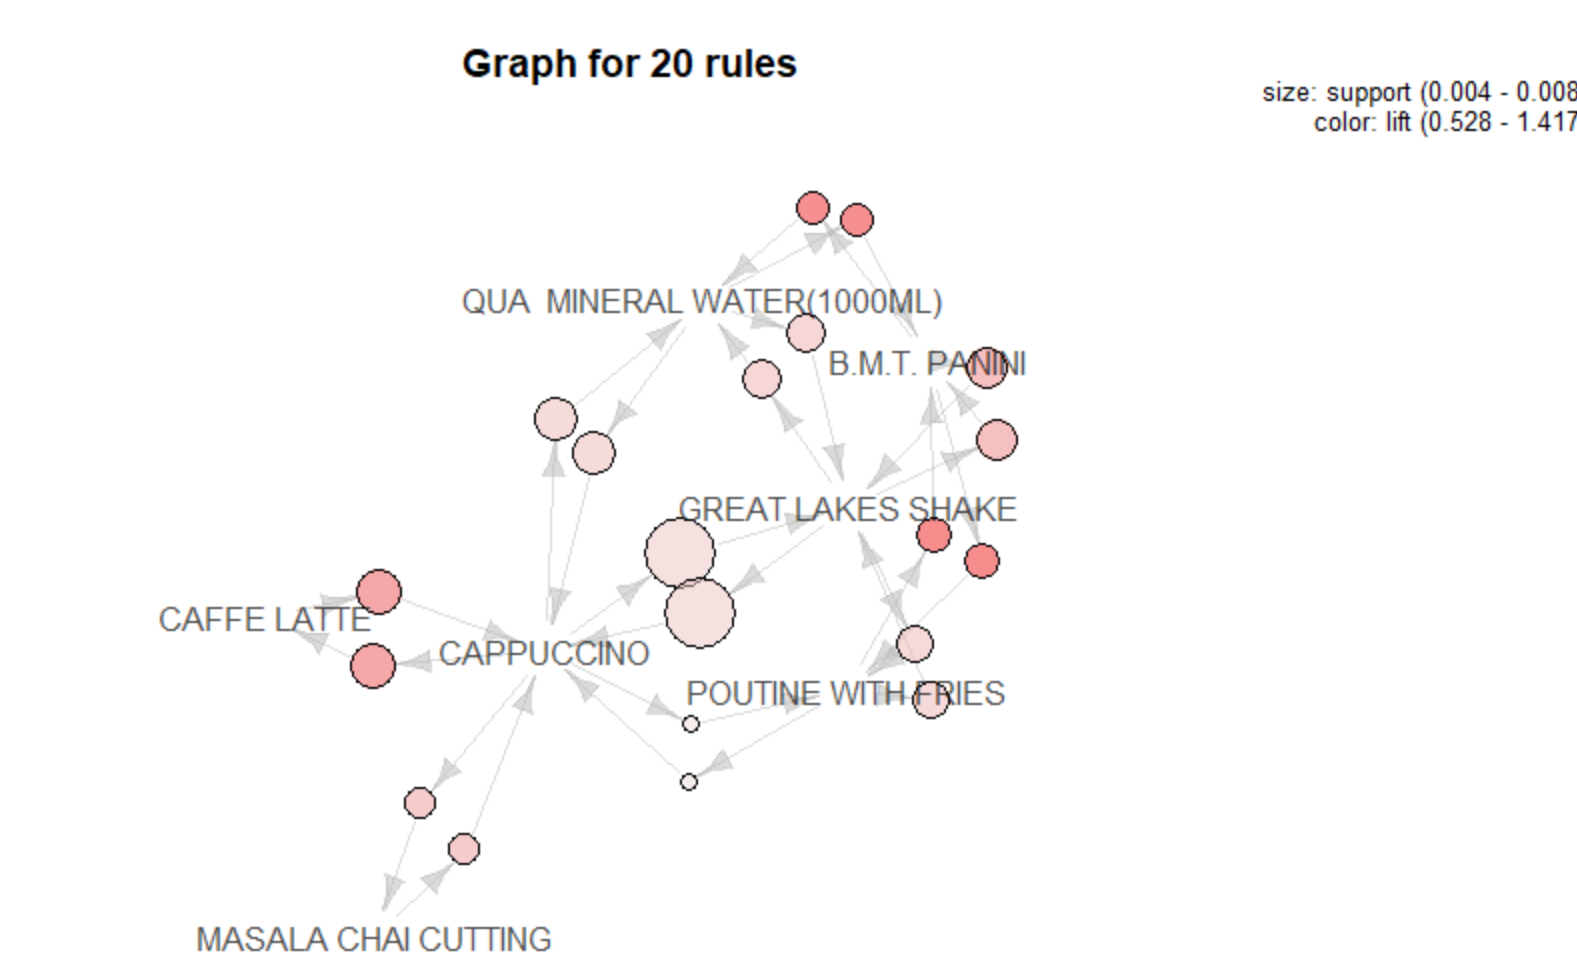 Graph for 20 rules
size: support (0.004 - 0.008
color: lift (0.528 - 1.417
QUA  MINERAL WATER(1000ML)
B.M.T. PANINI
GREAT LAKES SHAKE
CAFFE LATTE
CAPPUCCINO
POUTINE WITH FRIES
MASALA CHAI CUTTING